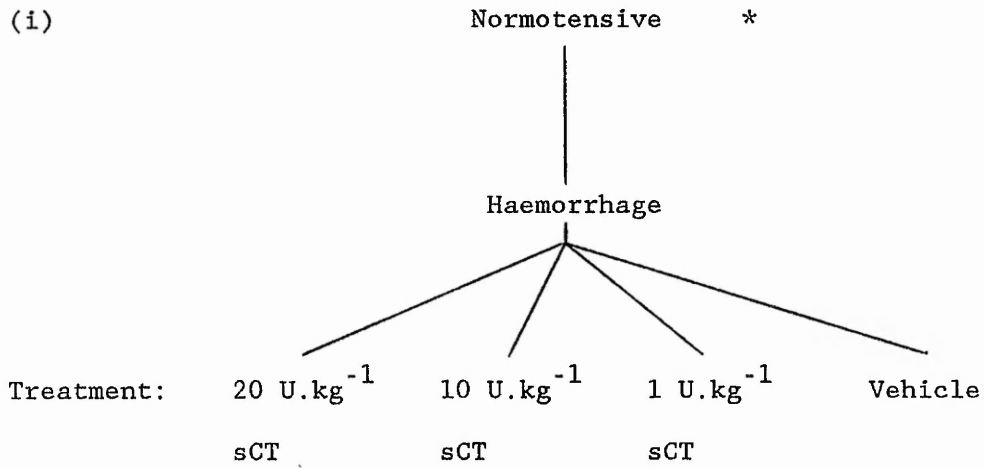 (i) Normotensive *
Haemorrhage
Treatment: 20 U.kg-1 10 U.kg-1 1 U.kg-1 Vehicle
sCT sCT sCT